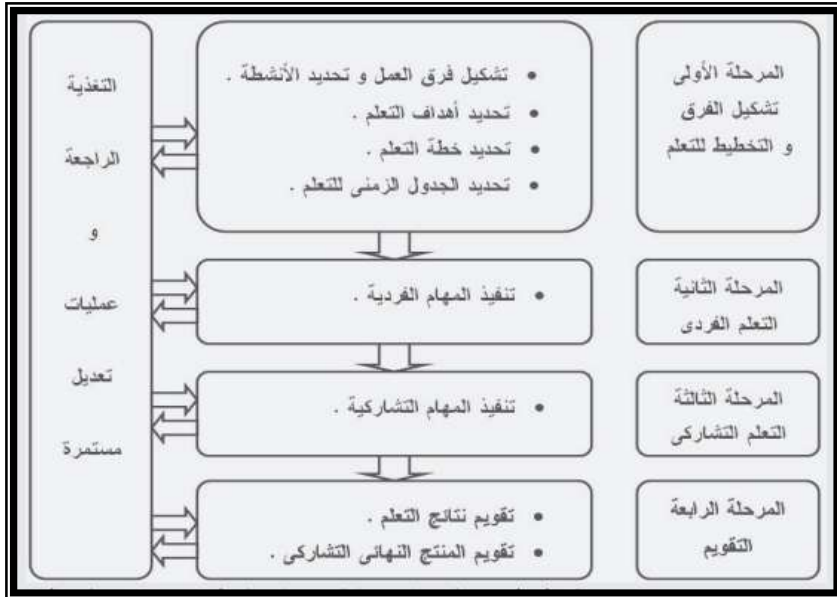 المرحلة الأولى
تشكيل الفرق
و التخطيط للتعلم
• تشكيل فرق العمل و تحديد الأنشطة .
• تحديد أهداف التعلم .
• تحديد خطة التعلم .
• تحديد الجدول الزمنى للتعلم .
المرحلة الثانية
التعلم الفردى
• تنفيذ المهام الفردية .
المرحلة الثالثة
التعلم التشاركى
• تنفيذ المهام التشاركية .
المرحلة الرابعة
التقويم
• تقويم نتائج التعلم .
• تقويم المنتج النهائى التشاركى .
التغذية
الراجعة
و
عمليات
تعديل
مستمرة